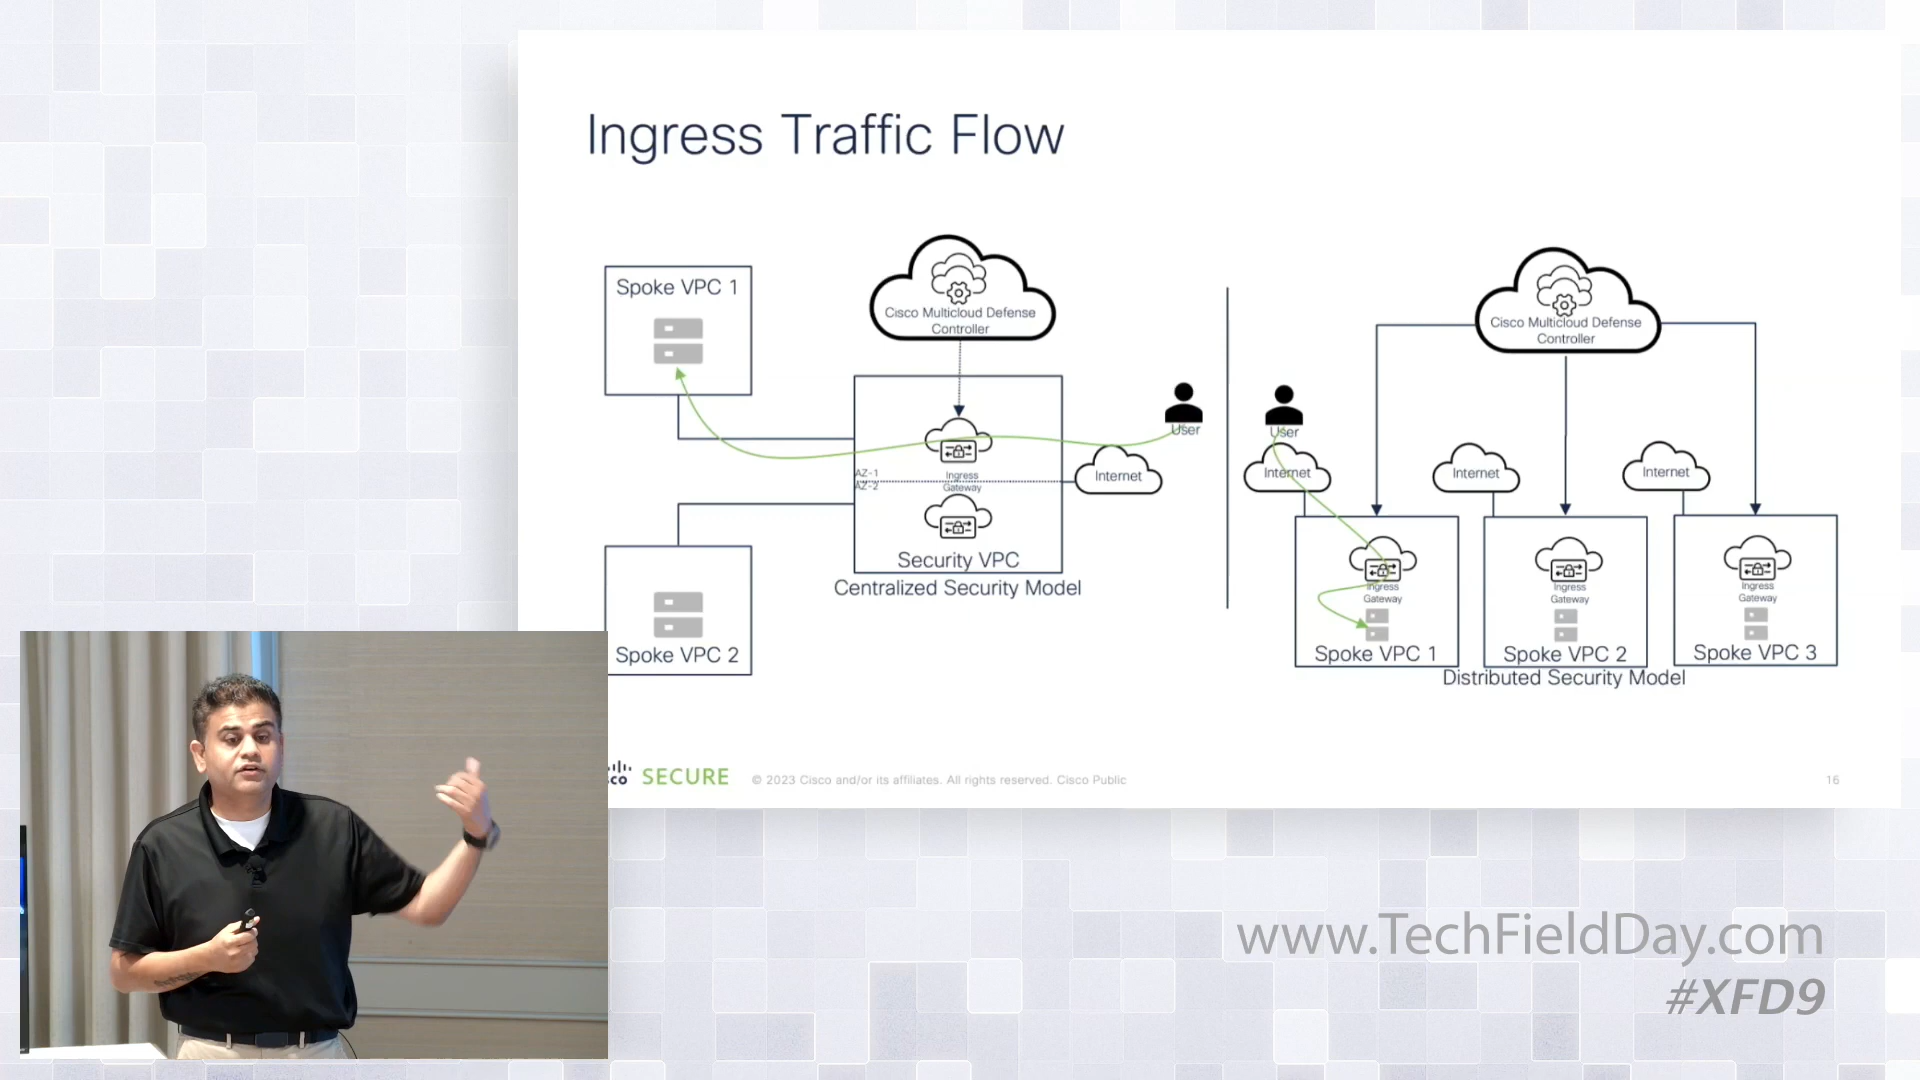 Ingress Traffic Flow
Spoke VPC 1
Cisco Multicloud Defense
Controller
User
AZ-1
AZ-2
Ingress
Gateway
Internet
Security VPC
Centralized Security Model
Spoke VPC 2
Cisco Multicloud Defense
Controller
User
Internet
Internet
Internet
Ingress
Gateway
Ingress
Gateway
Ingress
Gateway
Spoke VPC 1
Spoke VPC 2
Spoke VPC 3
Distributed Security Model
SECURE
© 2023 Cisco and/or its affiliates. All rights reserved. Cisco Public
16
www.TechFieldDay.com
#XFD9